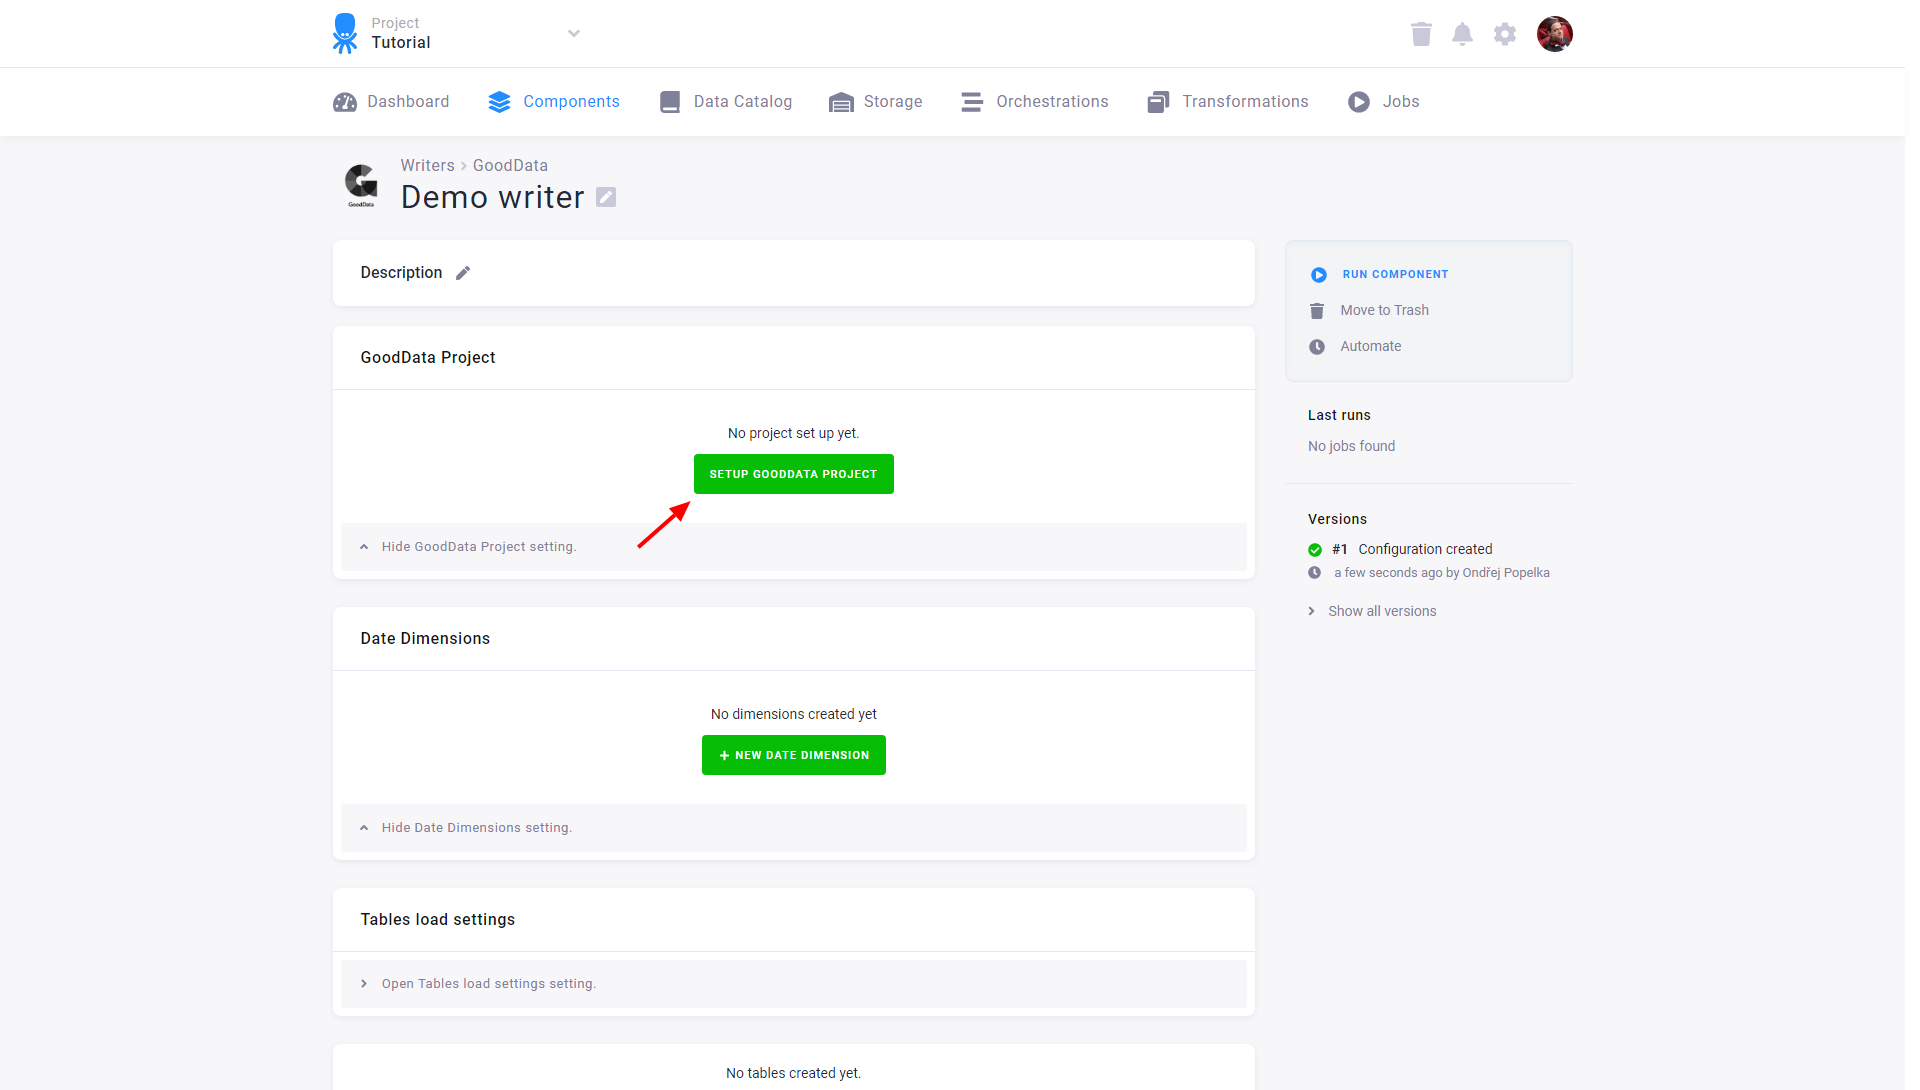 Project
Tutorial
Dashboard
Components
Data Catalog
Storage
Orchestrations
Transformations
Jobs
Writers › GoodData
GoodData
Demo writer
Description
RUN COMPONENT
Move to Trash
Automate
GoodData Project
No project set up yet.
SETUP GOODDATA PROJECT
Hide GoodData Project setting.
Last runs
No jobs found
Versions
#1 Configuration created
a few seconds ago by Ondřej Popelka
Show all versions
Date Dimensions
No dimensions created yet
+ NEW DATE DIMENSION
Hide Date Dimensions setting.
Tables load settings
Open Tables load settings setting.
No tables created yet.